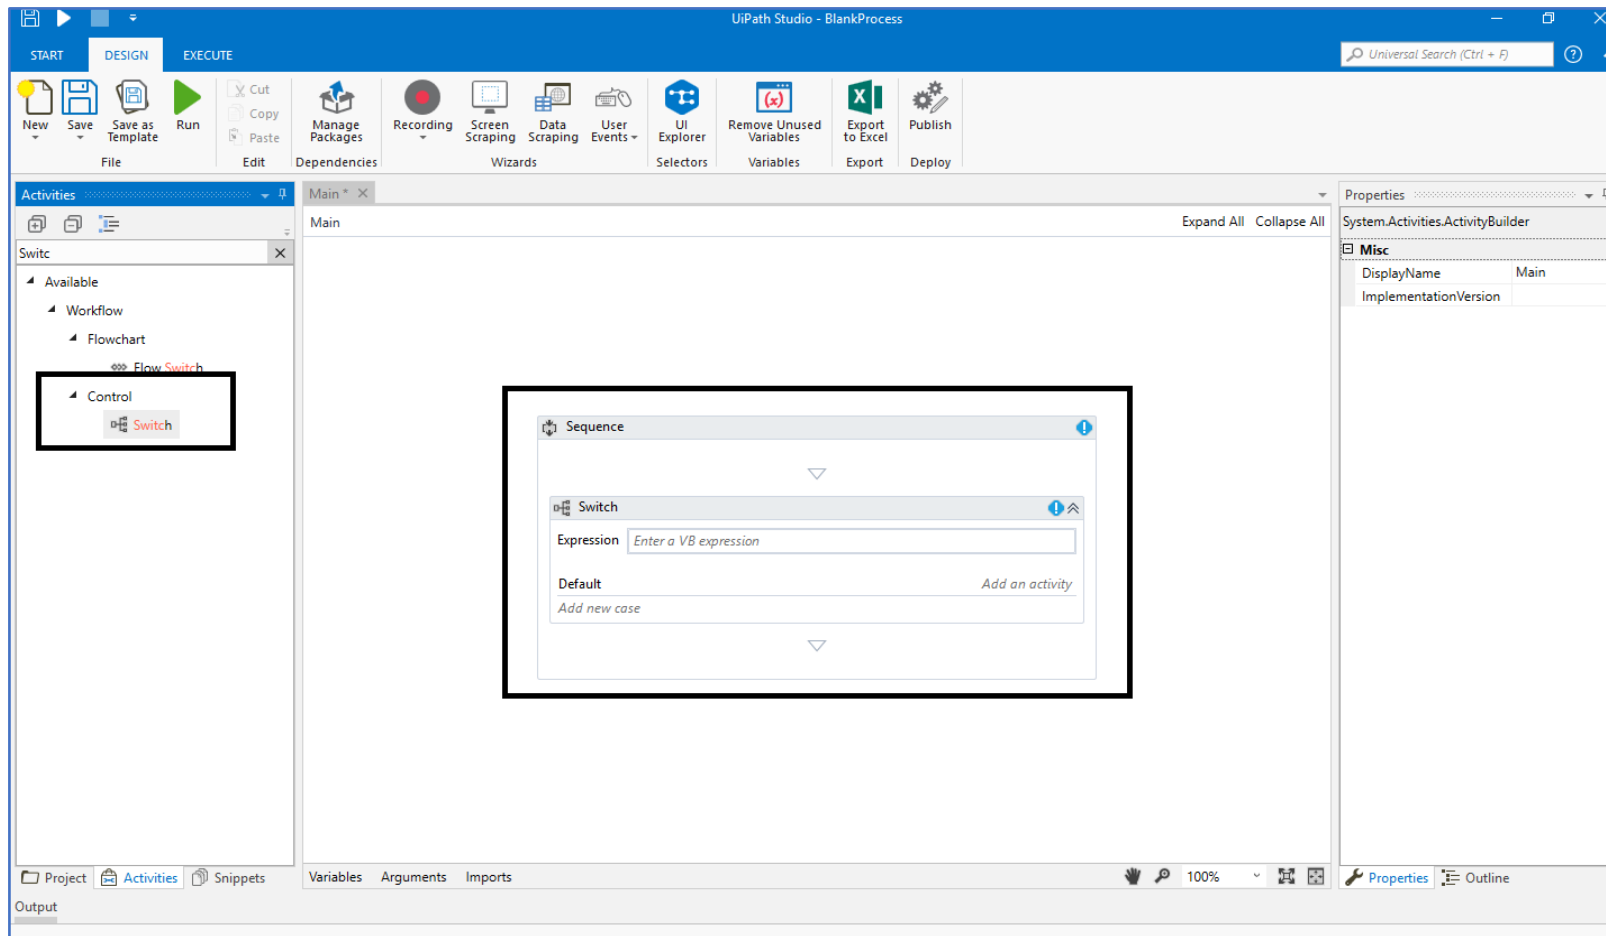 UiPath Studio - BlankProcess
START DESIGN EXECUTE
Universal Search (Ctrl + F)
New Save Save as Template Run
Cut
Copy
Paste
Manage Packages
Recording
Screen Scraping
Data Scraping
User Events
UI Explorer
Remove Unused Variables
Export to Excel
Publish
File Edit Dependencies Wizards Selectors Variables Export Deploy
Activities
Switc
Available
Workflow
Flowchart
Flow Switch
Control
Switch
Main *
Main
Expand All Collapse All
Sequence
Switch
Expression Enter a VB expression
Default Add an activity
Add new case
Properties
System.Activities.ActivityBuilder
Misc
DisplayName Main
ImplementationVersion
Project Activities Snippets
Variables Arguments Imports
100%
Properties Outline
Output